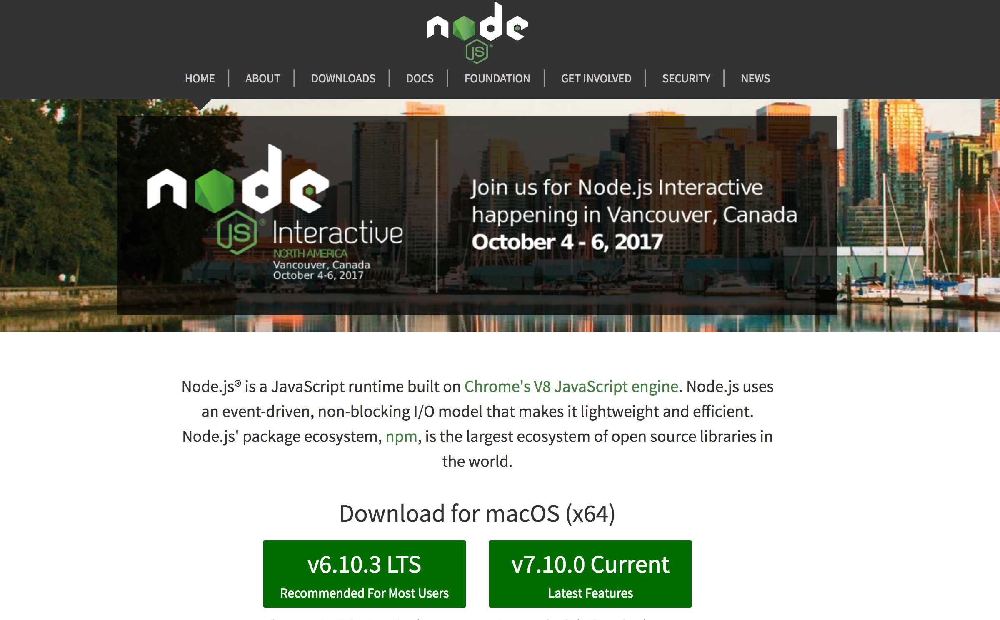 node
JS ®
HOME | ABOUT | DOWNLOADS | DOCS | FOUNDATION | GET INVOLVED | SECURITY | NEWS
node
JS ® Interactive
NORTH AMERICA
Vancouver, Canada
October 4-6, 2017
Join us for Node.js Interactive
happening in Vancouver, Canada
October 4 - 6, 2017
Node.js® is a JavaScript runtime built on Chrome's V8 JavaScript engine. Node.js uses
an event-driven, non-blocking I/O model that makes it lightweight and efficient.
Node.js' package ecosystem, npm, is the largest ecosystem of open source libraries in
the world.
Download for macOS (x64)
v6.10.3 LTS
Recommended For Most Users
v7.10.0 Current
Latest Features